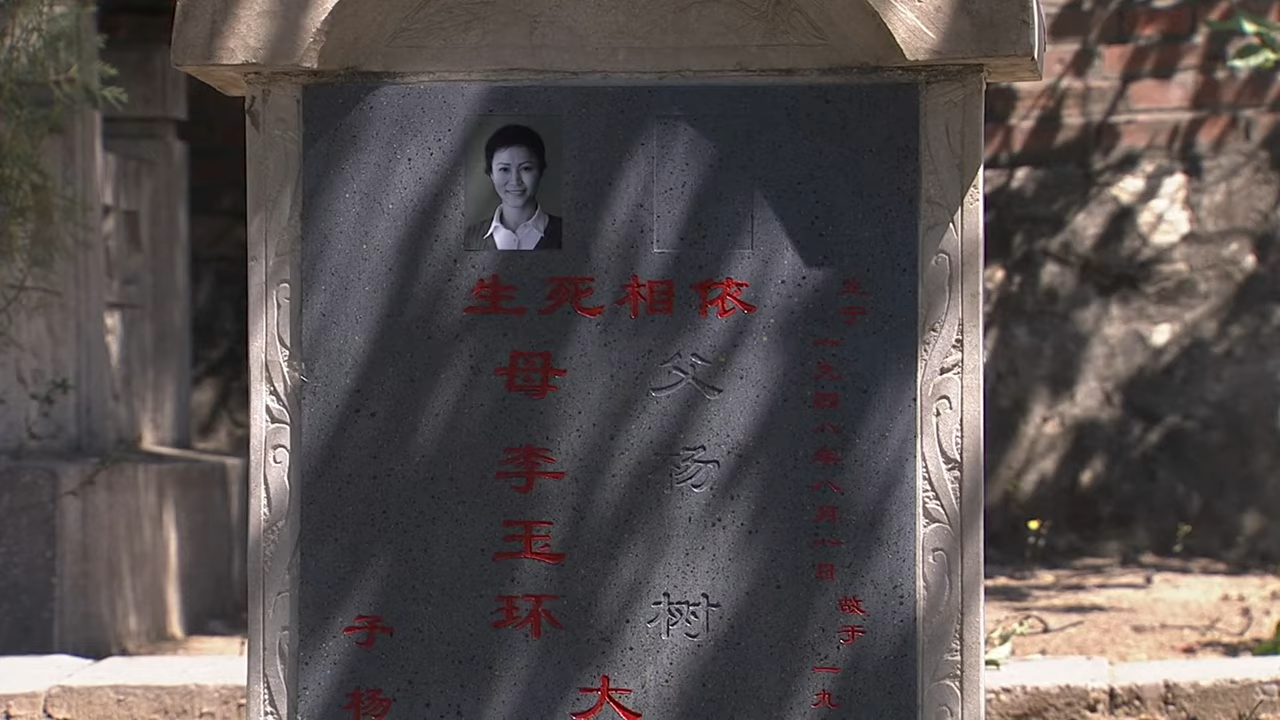 生死相依
生于
一九四八年八月七日
故于
一九
父杨树
母李玉环
大
子杨